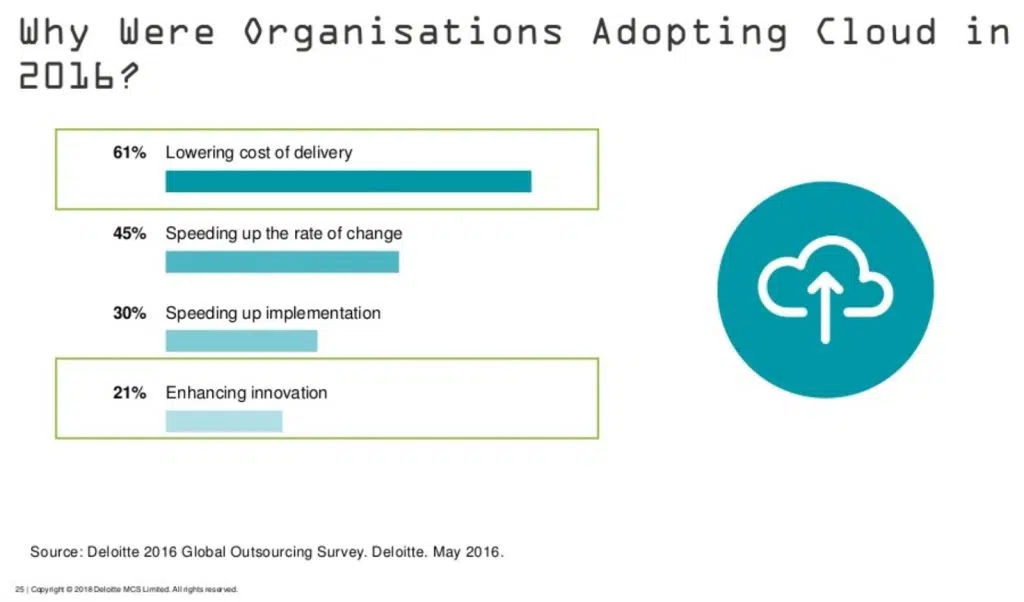 Why Were Organisations Adopting Cloud in
2016?
61% Lowering cost of delivery
45% Speeding up the rate of change
30% Speeding up implementation
21% Enhancing innovation
Source: Deloitte 2016 Global Outsourcing Survey. Deloitte. May 2016.
25 | Copyright © 2018 Deloitte MCS Limited. All rights reserved.